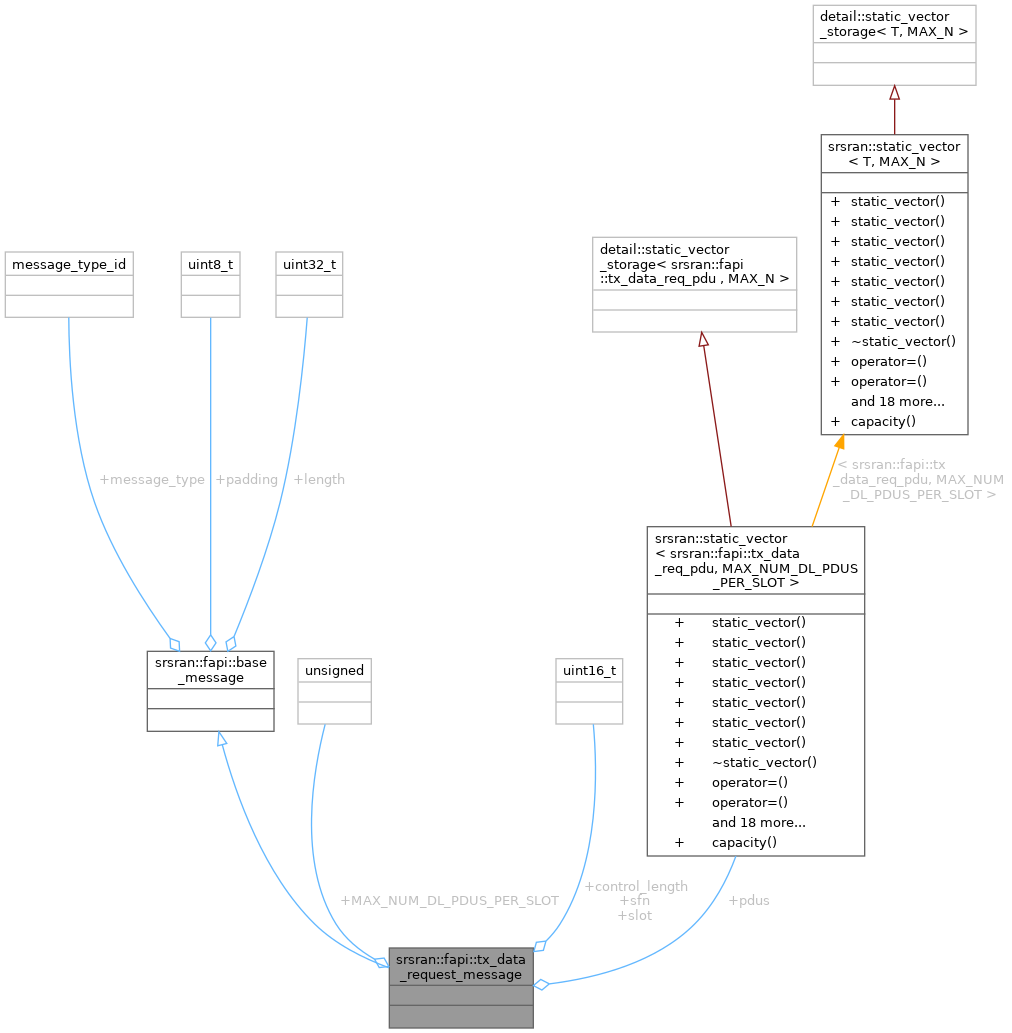 detail::static_vector
_storage< T, MAX_N >
srsran::static_vector
< T, MAX_N >
+ static_vector()
+ static_vector()
+ static_vector()
+ static_vector()
+ static_vector()
+ static_vector()
+ static_vector()
+ ~static_vector()
+ operator=()
+ operator=()
and 18 more...
+ capacity()
detail::static_vector
_storage< srsran::fapi
::tx_data_req_pdu , MAX_N >
message_type_id
uint8_t
uint32_t
+message_type
+padding
+length
< srsran::fapi::tx
_data_req_pdu, MAX_NUM
_DL_PDUS_PER_SLOT >
srsran::static_vector
< srsran::fapi::tx_data
_req_pdu, MAX_NUM_DL_PDUS
_PER_SLOT >
+ static_vector()
+ static_vector()
+ static_vector()
+ static_vector()
+ static_vector()
+ static_vector()
+ static_vector()
+ ~static_vector()
+ operator=()
+ operator=()
and 18 more...
+ capacity()
srsran::fapi::base
_message
unsigned
uint16_t
+MAX_NUM_DL_PDUS_PER_SLOT
+control_length
+sfn
+slot
+pdus
srsran::fapi::tx_data
_request_message